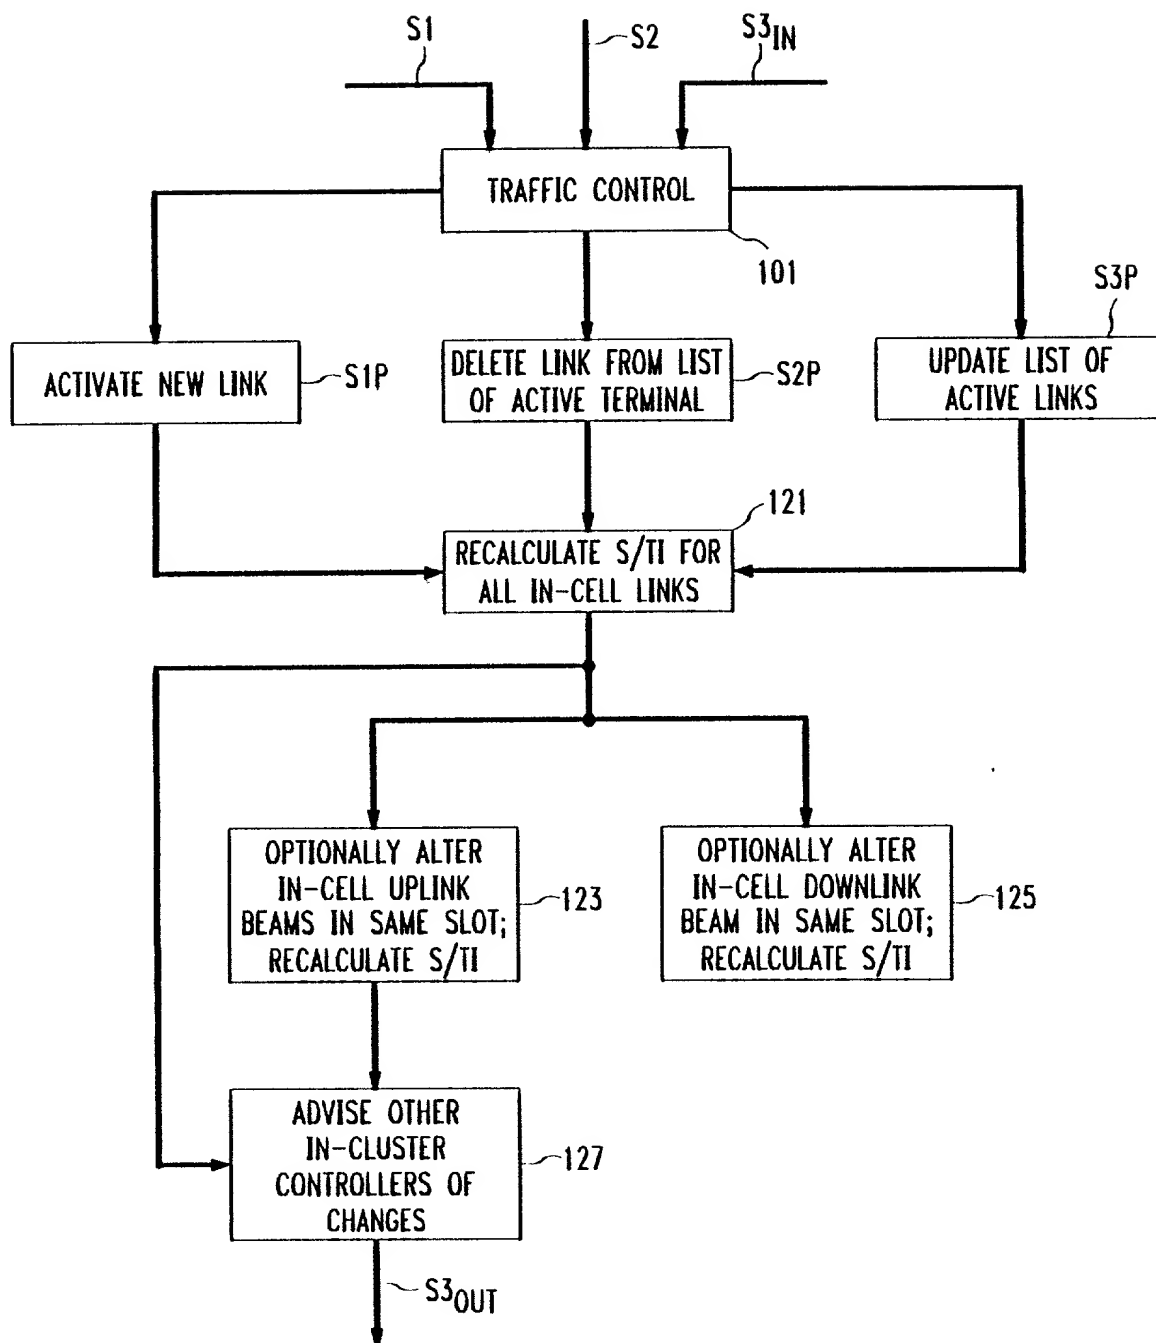 S1
S2
S3IN
TRAFFIC CONTROL
101
S3P
ACTIVATE NEW LINK
S1P
DELETE LINK FROM LIST
OF ACTIVE TERMINAL
S2P
UPDATE LIST OF
ACTIVE LINKS
121
RECALCULATE S/TI FOR
ALL IN-CELL LINKS
OPTIONALLY ALTER
IN-CELL UPLINK
BEAMS IN SAME SLOT;
RECALCULATE S/TI
123
OPTIONALLY ALTER
IN-CELL DOWNLINK
BEAM IN SAME SLOT;
RECALCULATE S/TI
125
ADVISE OTHER
IN-CLUSTER
CONTROLLERS OF
CHANGES
127
S3OUT